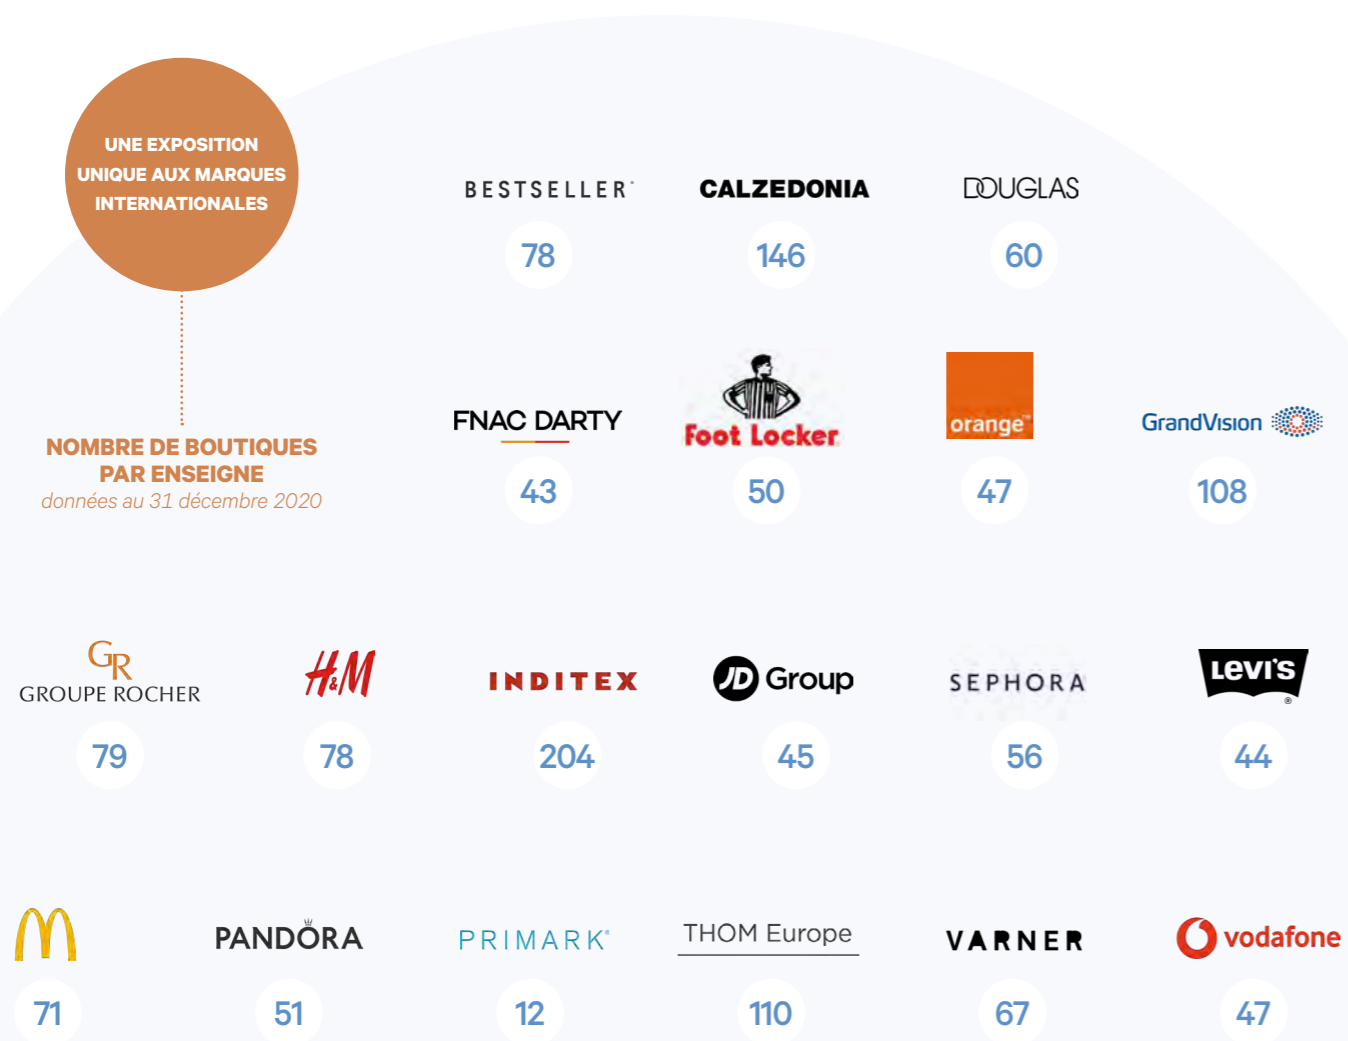 UNE EXPOSITION
UNIQUE AUX MARQUES
INTERNATIONALES
NOMBRE DE BOUTIQUES
PAR ENSEIGNE
données au 31 décembre 2020
BESTSELLER CALZEDONIA DOUGLAS
78 146 60
FNAC DARTY Foot Locker orange™ GrandVision
43 50 47 108
GR
GROUPE ROCHER H&M INDITEX JD Group SEPHORA LEVI'S ®
79 78 204 45 56 44
M PANDORA PRIMARK® THOM Europe VARNER vodafone
71 51 12 110 67 47